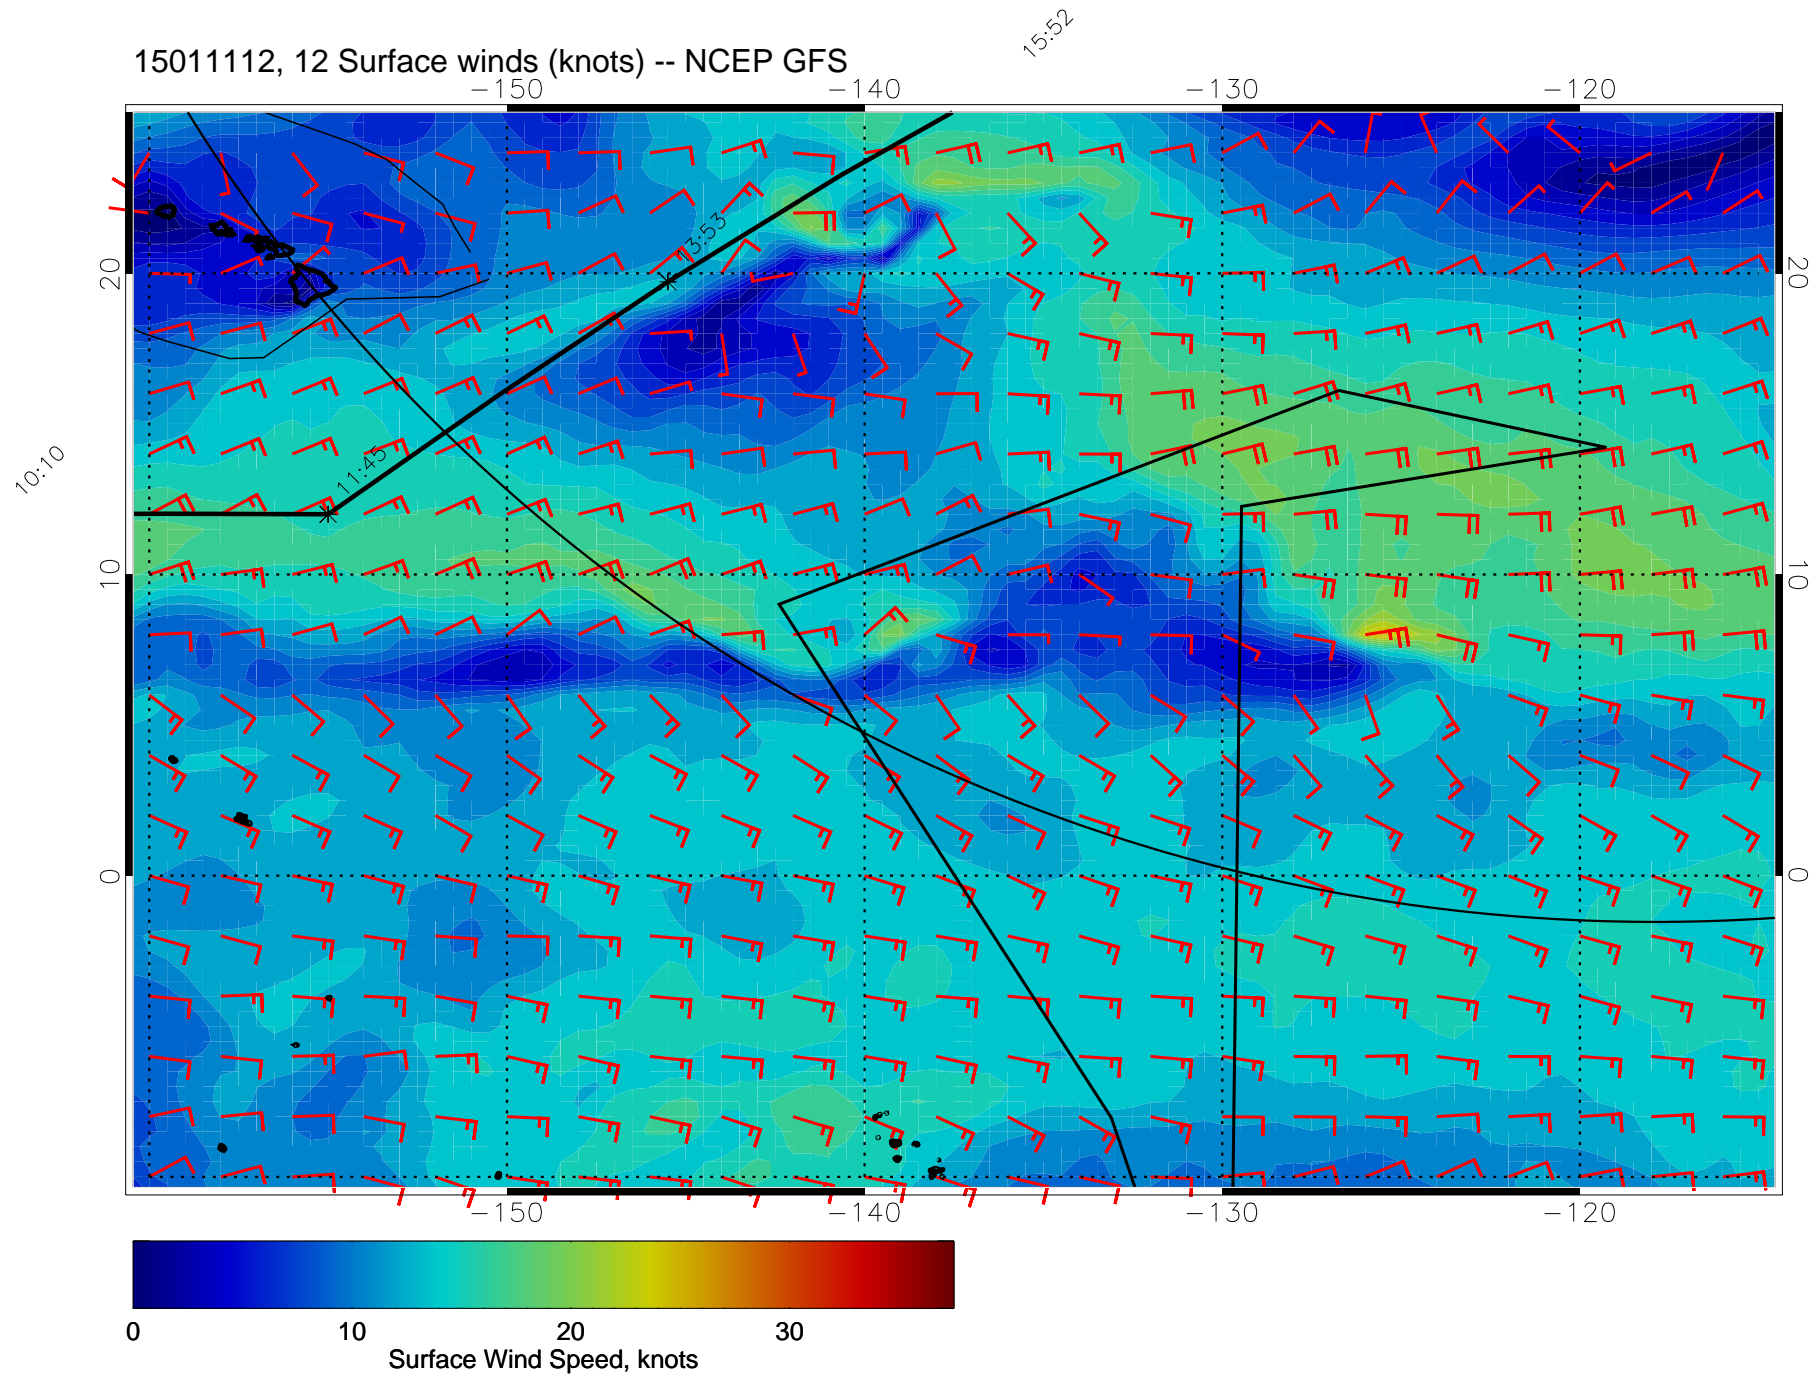 15:52
15011112, 12 Surface winds (knots) -- NCEP GFS
-150 -140 -130 -120
13:53
20 20
11:45
10:10
10 10
0 0
-150 -140 -130 -120
0 10 20 30
Surface Wind Speed, knots